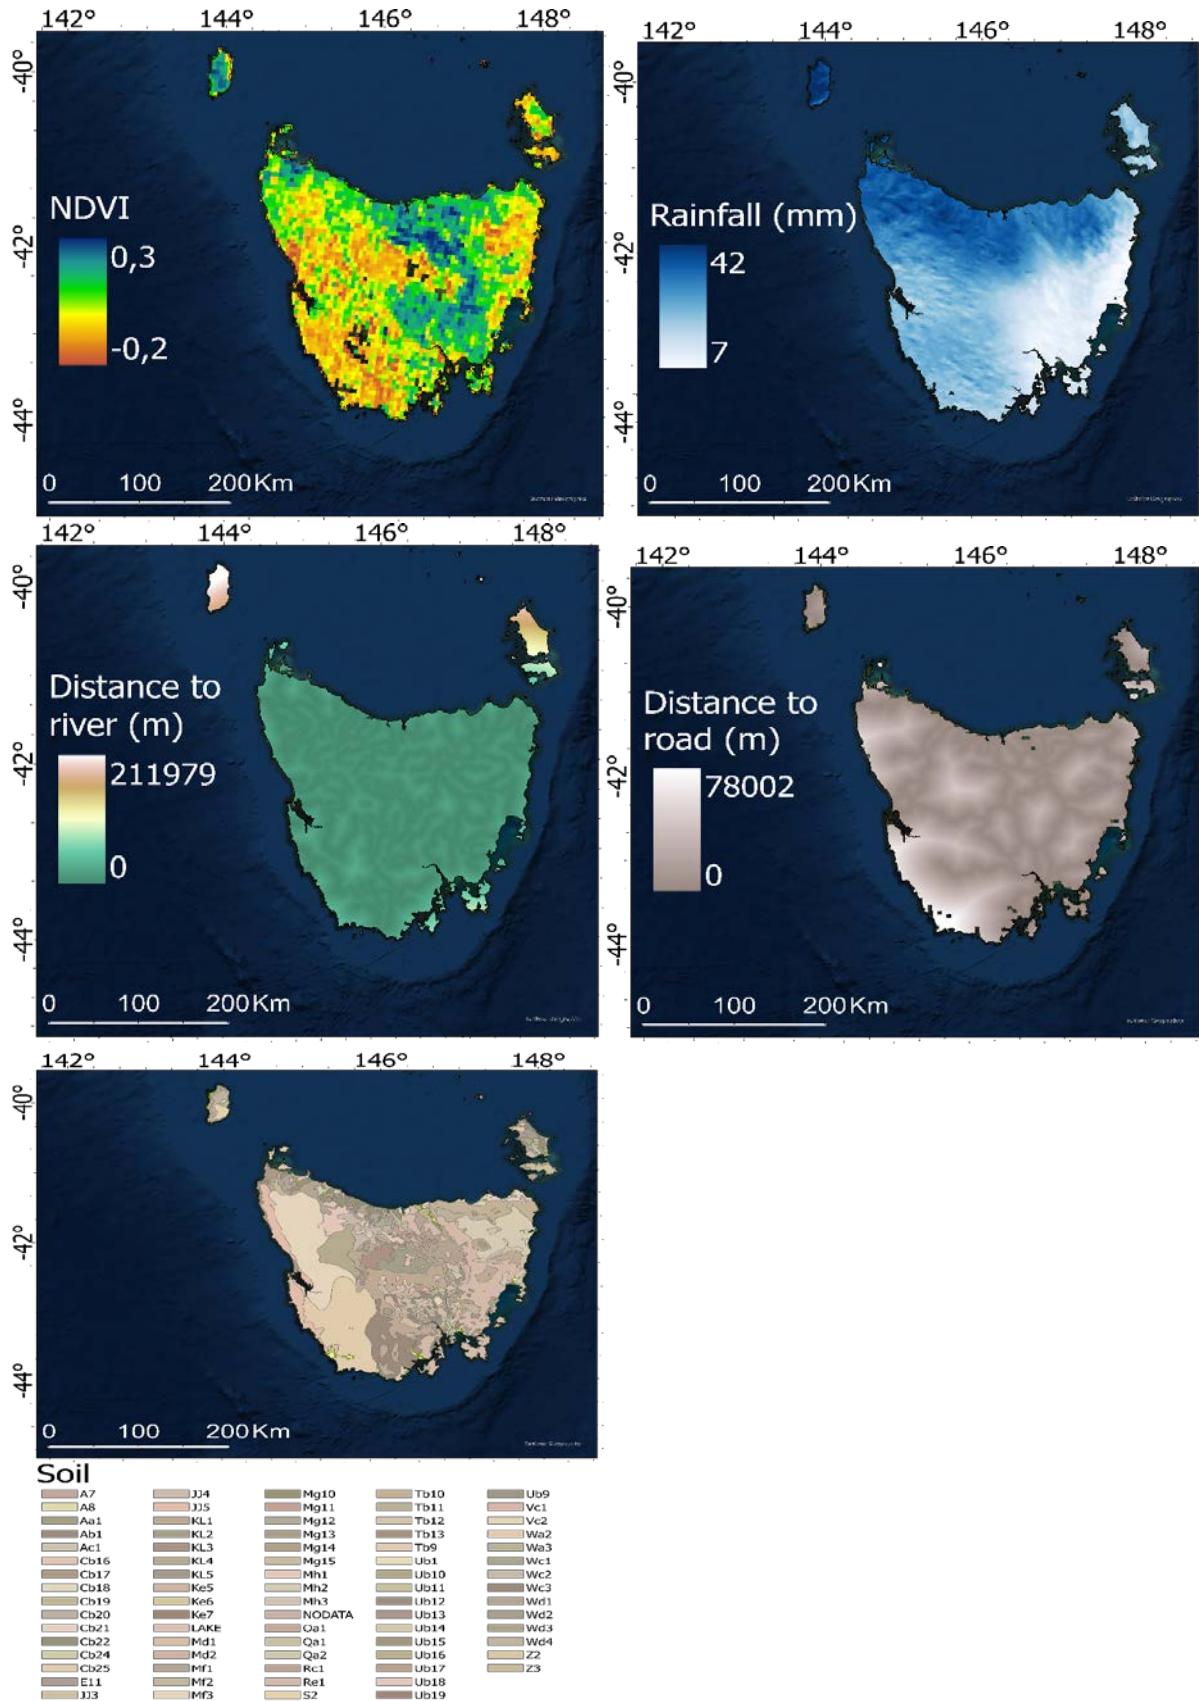 142° 144° 146° 148°
-40°
-42°
-44°
NDVI
0,3
-0,2
0 100 200Km
142° 144° 146° 148°
-40°
-42°
-44°
Rainfall (mm)
42
7
0 100 200Km
142° 144° 146° 148°
-40°
-42°
-44°
Distance to
river (m)
211979
0
0 100 200Km
142° 144° 146° 148°
-40°
-42°
-44°
Distance to
road (m)
78002
0
0 100 200Km
142° 144° 146° 148°
-40°
-42°
-44°
0 100 200Km
Soil
A7 JJ4 Mg10 Tb10 Ub9
A8 JJ5 Mg11 Tb11 Vc1
Aa1 KL1 Mg12 Tb12 Vc2
Ab1 KL2 Mg13 Tb13 Wa2
Ac1 KL3 Mg14 Tb9 Wa3
Cb16 KL4 Mg15 Ub1 Wc1
Cb17 KL5 Mh1 Ub10 Wc2
Cb18 Ke5 Mh2 Ub11 Wc3
Cb19 Ke6 Mh3 Ub12 Wd1
Cb20 Ke7 NODATA Ub13 Wd2
Cb21 LAKE Oa1 Ub14 Wd3
Cb22 Md1 Qa1 Ub15 Wd4
Cb24 Md2 Qa2 Ub16 Z2
Cb25 Mf1 Rc1 Ub17 Z3
E11 Mf2 Re1 Ub18
JJ3 Mf3 S2 Ub19